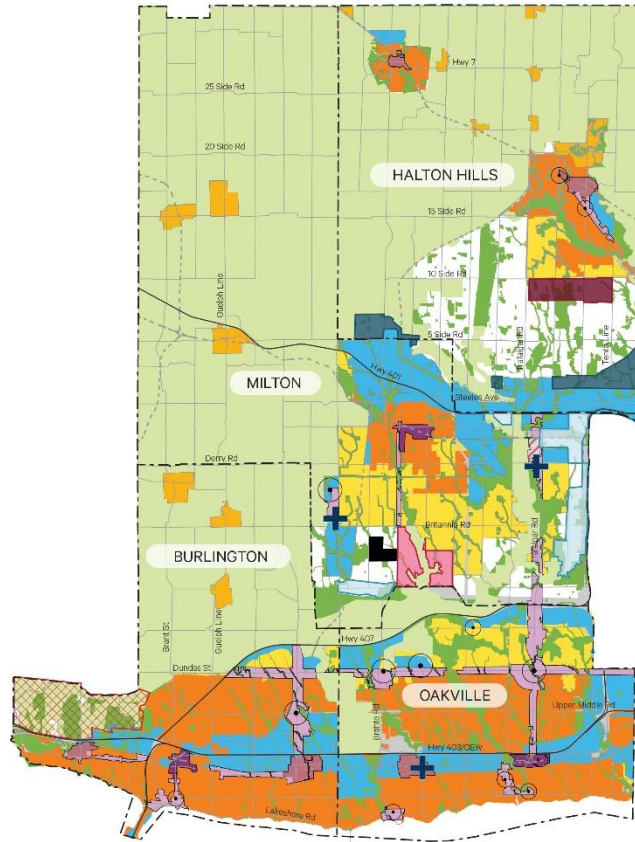 Hwy 7
25 Side Rd
20 Side Rd
HALTON HILLS
15 Side Rd
10 Side Rd
Guelph Line
Trafalgar Rd
Tenth Line
5 Side Rd
Hwy 401
MILTON
Steeles Ave
Derry Rd
Britannia Rd
BURLINGTON
Trafalgar Rd
Brant St
Guelph Line
Hwy 407
Dundas St
OAKVILLE
Bronte Rd
Upper Middle Rd
Hwy 403/QEW
Lakeshore Rd